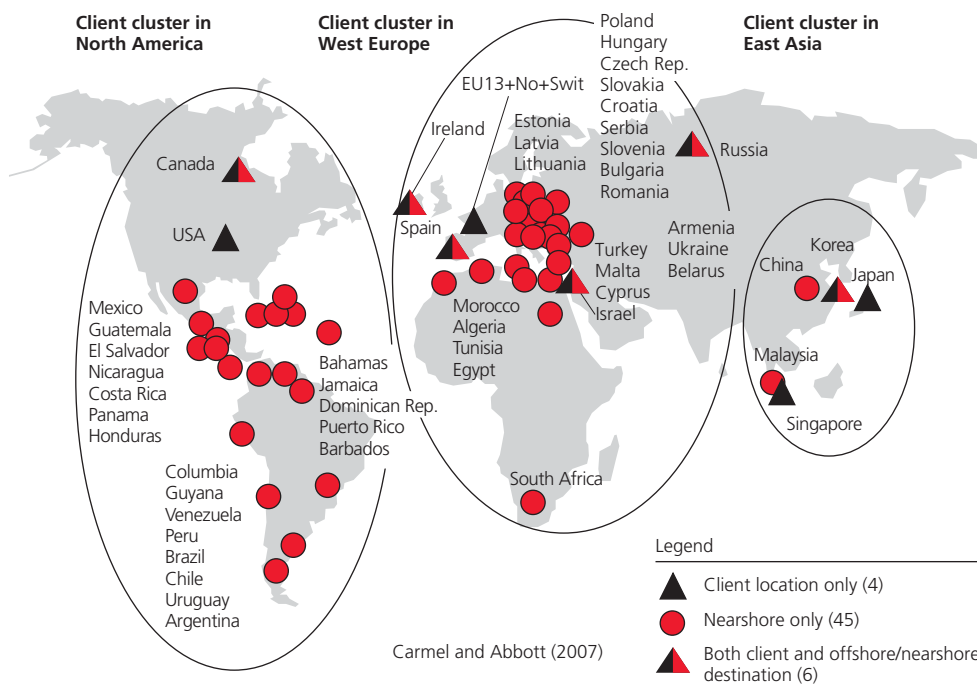 Client cluster in
North America
Client cluster in
West Europe
Client cluster in
East Asia
Poland
Hungary
Czech Rep.
Slovakia
Croatia
Serbia
Slovenia
Bulgaria
Romania
EU13+No+Swit
Ireland
Estonia
Latvia
Lithuania
Canada
Russia
USA
Spain
Turkey
Malta
Cyprus
Israel
Armenia
Ukraine
Belarus
Korea
China
Japan
Mexico
Guatemala
El Salvador
Nicaragua
Costa Rica
Panama
Honduras
Morocco
Algeria
Tunisia
Egypt
Bahamas
Jamaica
Dominican Rep.
Puerto Rico
Barbados
Malaysia
Singapore
Columbia
Guyana
Venezuela
Peru
Brazil
Chile
Uruguay
Argentina
South Africa
Legend
Client location only (4)
Nearshore only (45)
Both client and offshore/nearshore
destination (6)
Carmel and Abbott (2007)